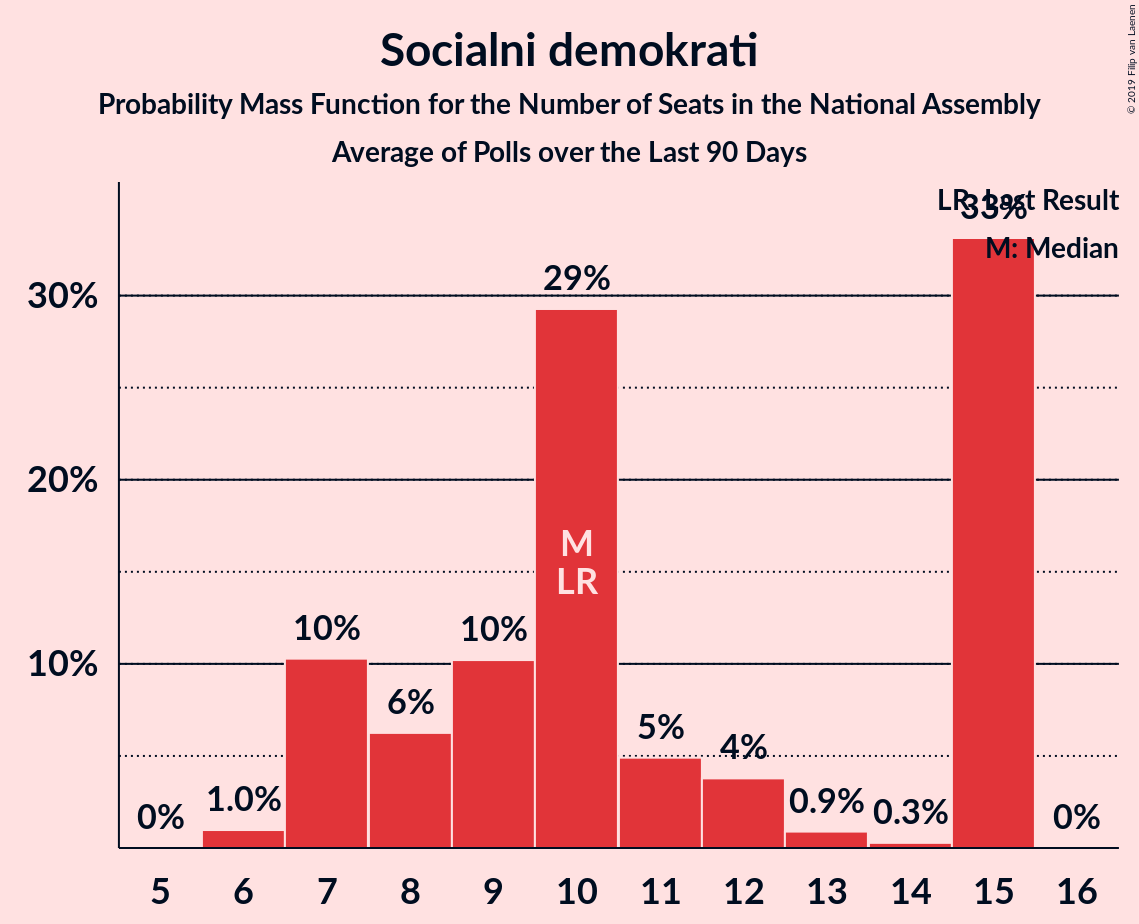 Socialni demokrati
Probability Mass Function for the Number of Seats in the National Assembly
Average of Polls over the Last 90 Days
© 2019 Filip van Laenen
LR: Last Result
M: Median
33%
30%
29%
20%
M
LR
10%
10%
10%
6%
5%
4%
0%
1.0%
0.9%
0.3%
0%
5 6 7 8 9 10 11 12 13 14 15 16